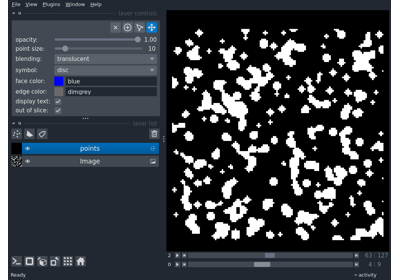 File View Plugins Window Help
layer controls
opacity: 1.00
point size: 10
blending: translucent
symbol: disc
face color: blue
edge color: dimgrey
display text:
out of slice:
layer list
points
Image
2 63 127
0 4 9
Ready activity